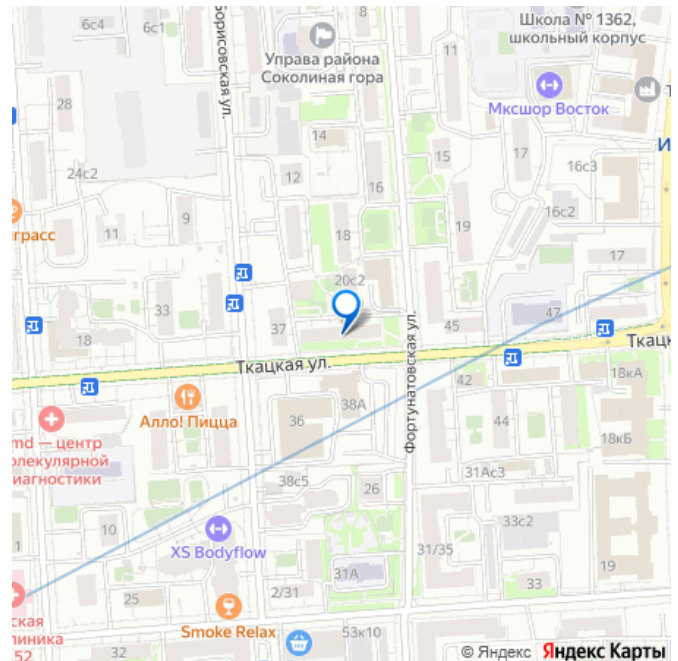 6с4
6с1
Борисовская ул.
Управа района
Соколиная гора
11
Школа № 1362,
школьный корпус
Мксшор Восток
Т
28
14
15
17
И
16с3
24с2
12
16
16с2
грасс
11
9
18
19
17
20с2
33
37
45
47
18
Ткацкая ул.
Фортунатовская ул.
Ткацк
42
18кА
Алло! Пицца
38А
36
44
md — центр
олекулярной
иагностики
18кБ
38с5
26
31Ас3
10
33с2
1
XS Bodyflow
31А
31/35
33
19
25
2/31
ская
линика
52
Smoke Relax
53к10
32
© Яндекс Яндекс Карты